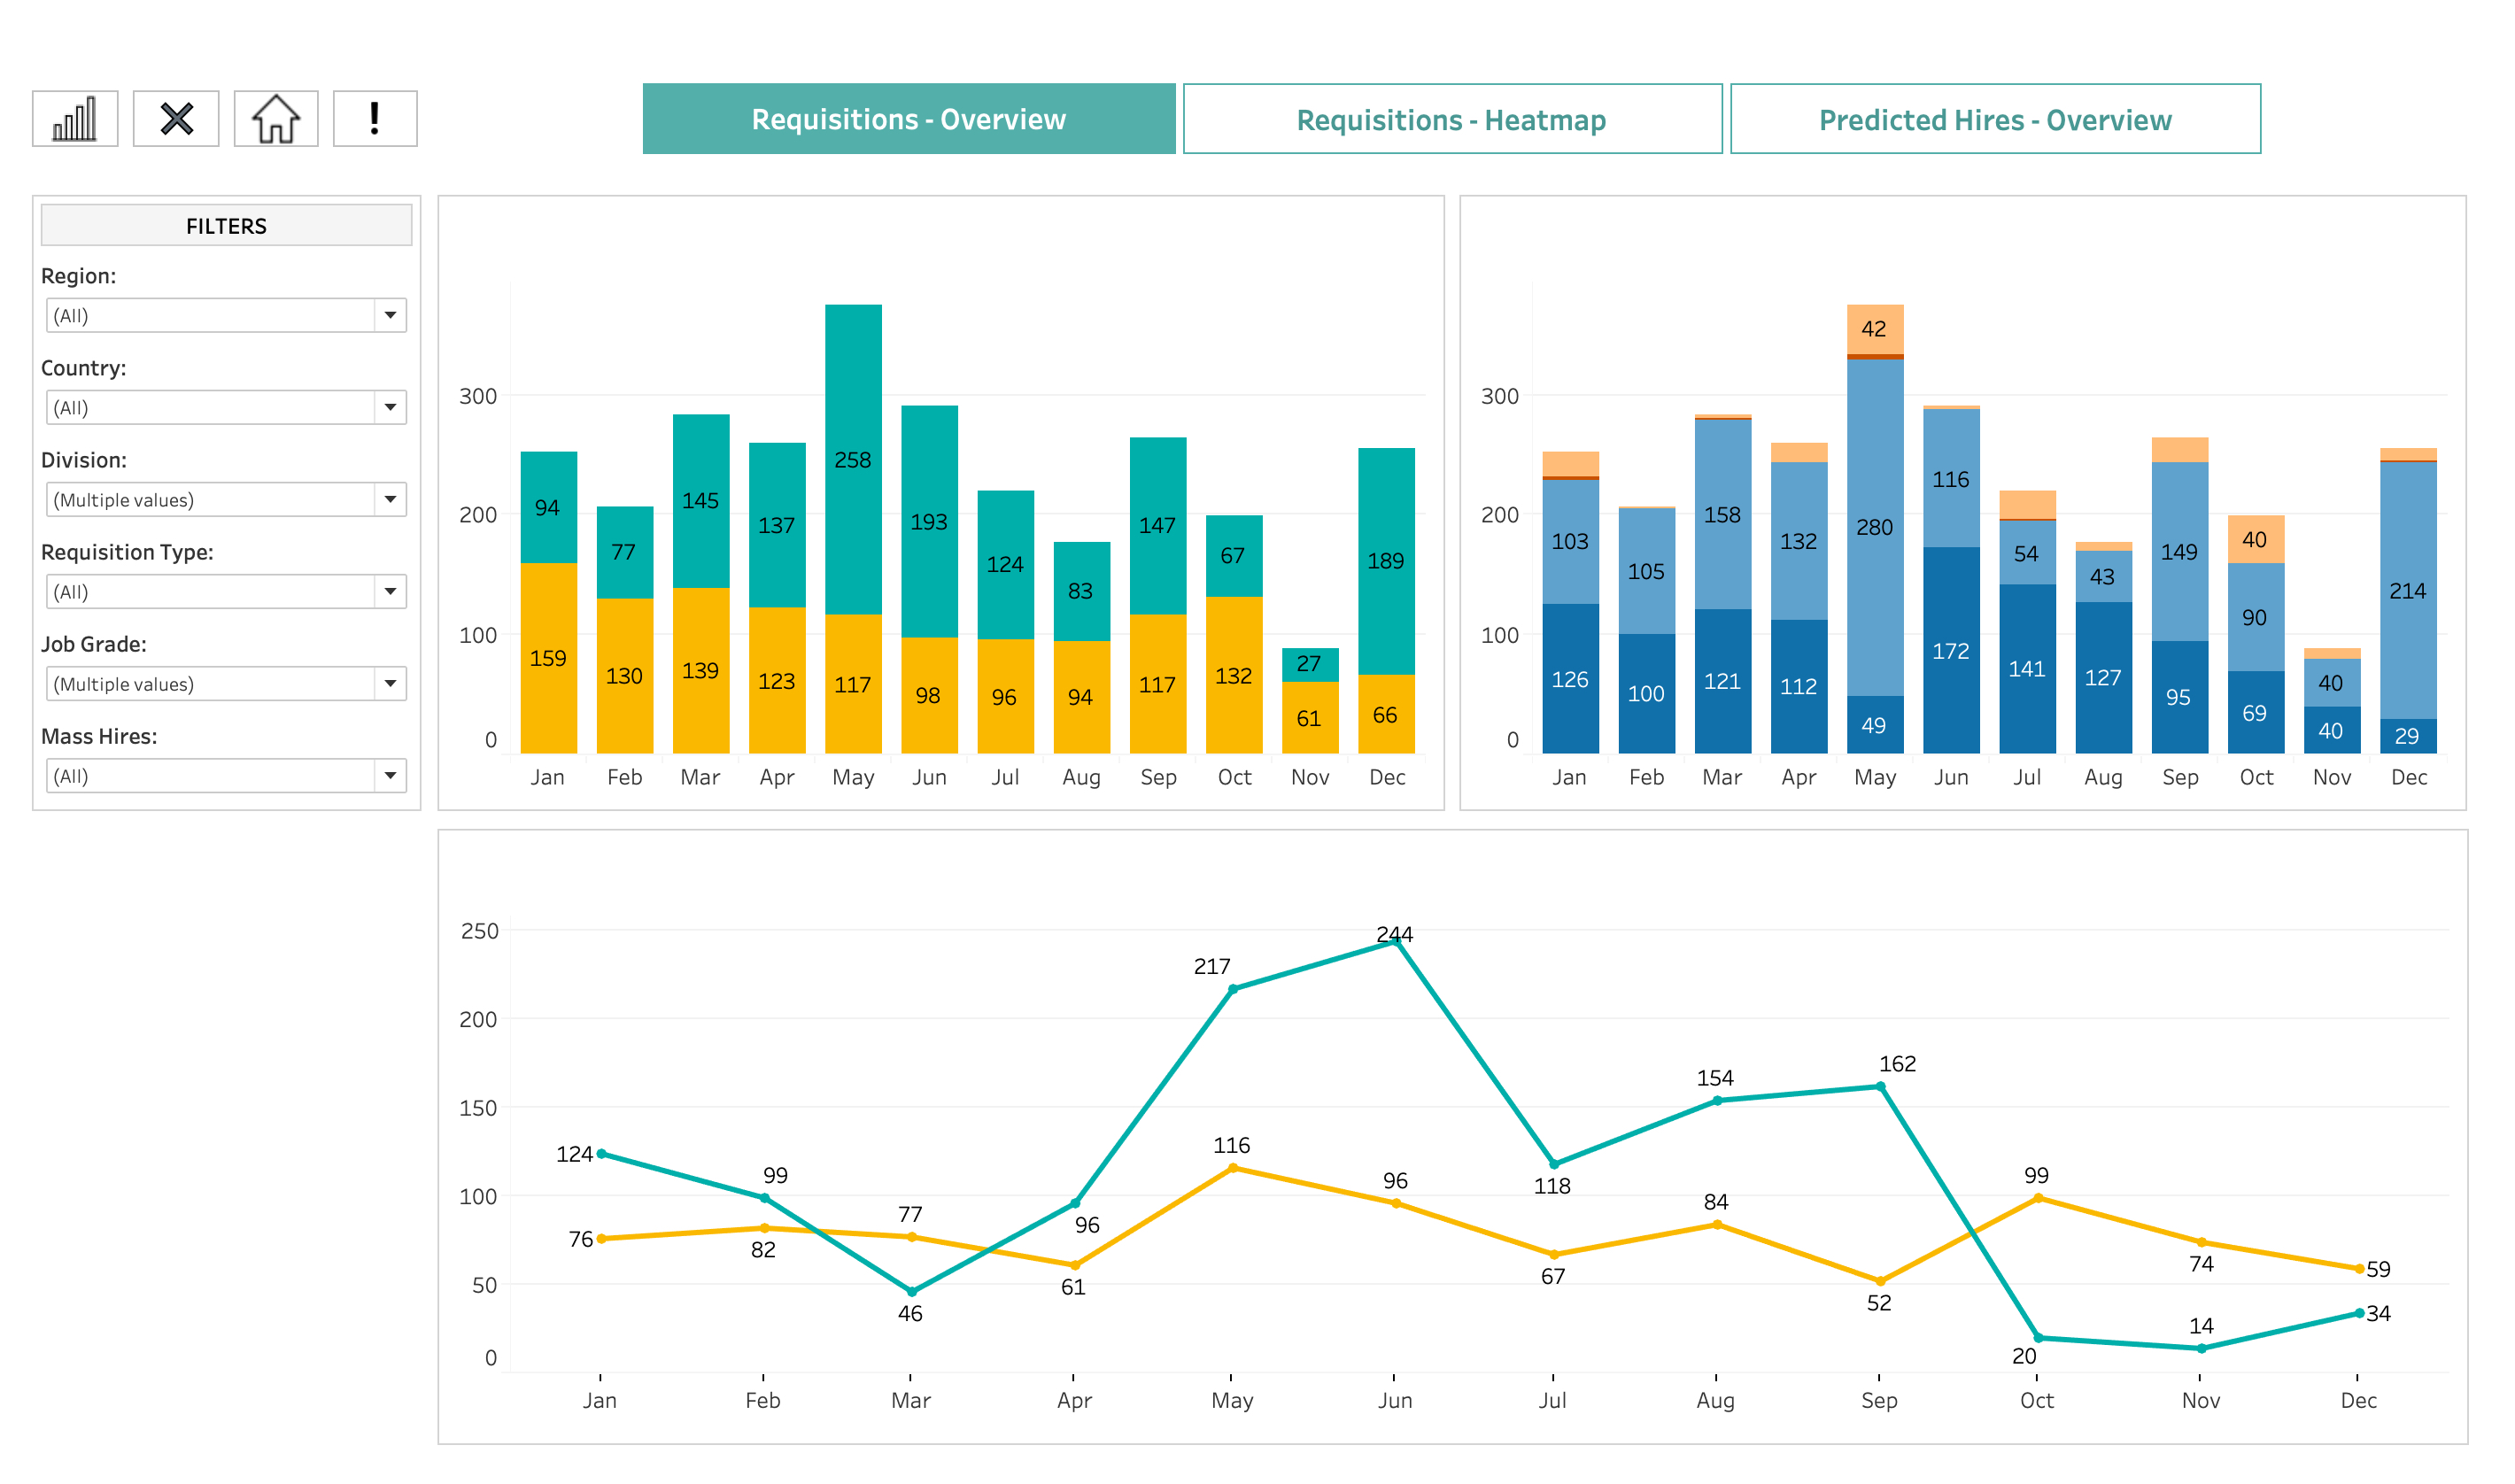 !
Requisitions - Overview
Requisitions - Heatmap
Predicted Hires - Overview
FILTERS
Region:
(All)
Country:
(All)
Division:
(Multiple values)
Requisition Type:
(All)
Job Grade:
(Multiple values)
Mass Hires:
(All)
300
200
100
0
94 77 145 137 258 193 124 83 147 67 27 189
159 130 139 123 117 98 96 94 117 132 61 66
Jan Feb Mar Apr May Jun Jul Aug Sep Oct Nov Dec
300
200
100
0
42 40
103 105 158 132 280 116 54 43 149 90 40 214
126 100 121 112 49 172 141 127 95 69 40 29
Jan Feb Mar Apr May Jun Jul Aug Sep Oct Nov Dec
250
200
150
100
50
0
124 99 46 96 217 244 118 154 162 20 14 34
76 82 77 61 116 96 67 84 52 99 74 59
Jan Feb Mar Apr May Jun Jul Aug Sep Oct Nov Dec